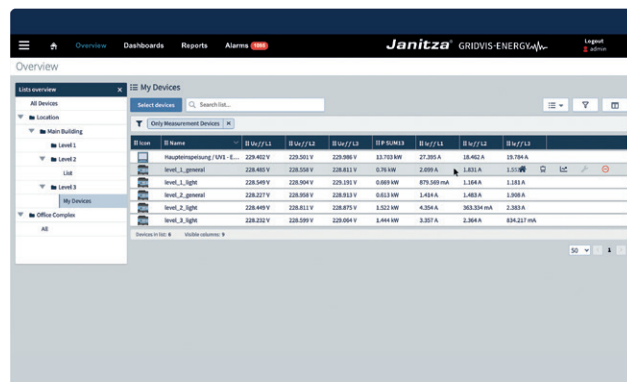 Overview Dashboards Reports Alarms Janitza® GRIDVIS·ENERGY Logout
admin
Overview
Lists overview x My Devices
All Devices Select devices Search list...
Location
Main Building Only Measurement Devices x
Level 1 Icon Name Ueff L1 Ueff L2 Ueff L3 P SUM13 Ieff L1 Ieff L2 Ieff L3
Level 2 Haupteinspeisung / UV1 - E... 229.402 V 229.501 V 229.986 V 13.703 kW 27.395 A 18.462 A 19.784 A
List level_1_general 228.485 V 228.558 V 228.811 V 0.76 kW 2.099 A 1.831 A
Level 3 level_1_light 228.549 V 228.904 V 229.191 V 0.669 kW 879.569 mA 1.164 A 1.181 A
My Devices level_2_general 228.227 V 228.958 V 228.913 V 0.613 kW 1.414 A 1.483 A 1.908 A
Office Complex level_2_light 228.449 V 228.811 V 228.875 V 1.522 kW 4.354 A 363.334 mA 2.383 A
All level_3_light 228.232 V 228.599 V 229.064 V 1.444 kW 3.357 A 2.364 A 834.217 mA
Devices in list: 6 Visible columns: 9
50 1